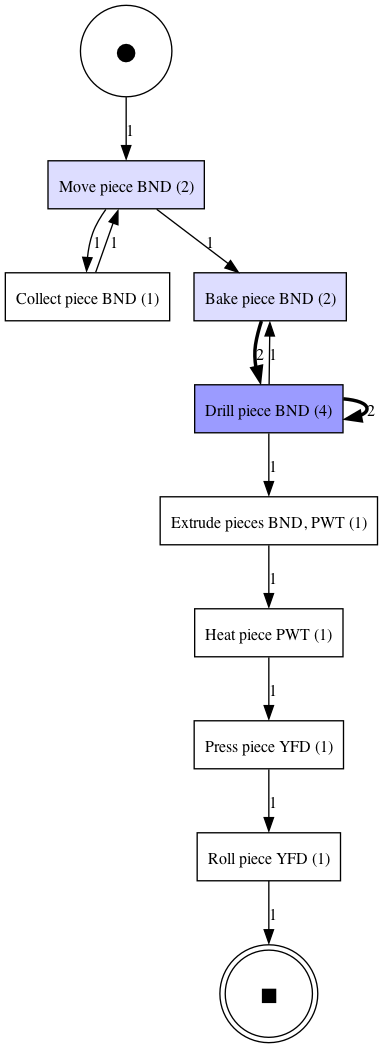 1
Move piece BND (2)
1
1
1
Collect piece BND (1)
Bake piece BND (2)
2
1
Drill piece BND (4)
2
1
Extrude pieces BND, PWT (1)
1
Heat piece PWT (1)
1
Press piece YFD (1)
1
Roll piece YFD (1)
1